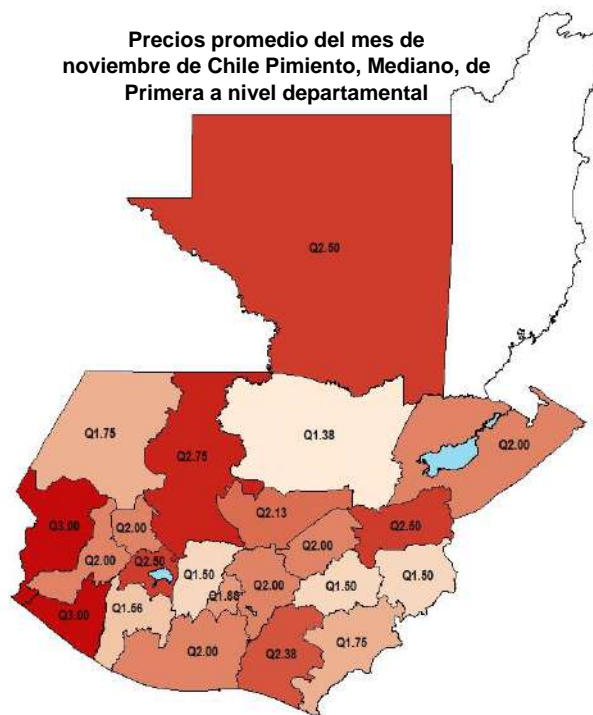 Precios promedio del mes de
noviembre de Chile Pimiento, Mediano, de
Primera a nivel departamental
Q2.50
Q1.75
Q2.75
Q1.38
Q2.00
Q3.00
Q2.00
Q2.13
Q2.50
Q2.00
Q2.50
Q1.50
Q2.00
Q2.00
Q1.50
Q1.50
Q1.88
Q3.00
Q1.56
Q2.00
Q2.38
Q1.75